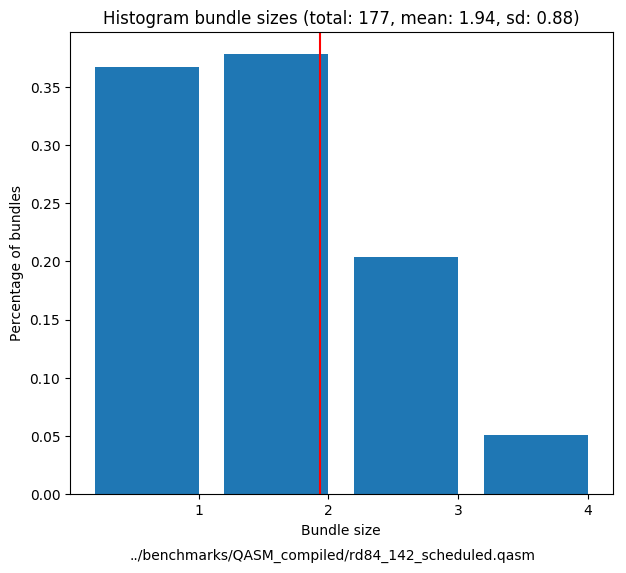 Histogram bundle sizes (total: 177, mean: 1.94, sd: 0.88)
Percentage of bundles
0.35
0.30
0.25
0.20
0.15
0.10
0.05
0.00
1 2 3 4
Bundle size
../benchmarks/QASM_compiled/rd84_142_scheduled.qasm